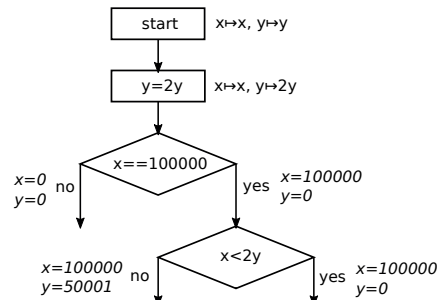 start x↦x, y↦y
y=2y x↦x, y↦2y
x==100000
x=0
y=0
no
yes
x=100000
y=0
x<2y
x=100000
y=50001
no
yes
x=100000
y=0